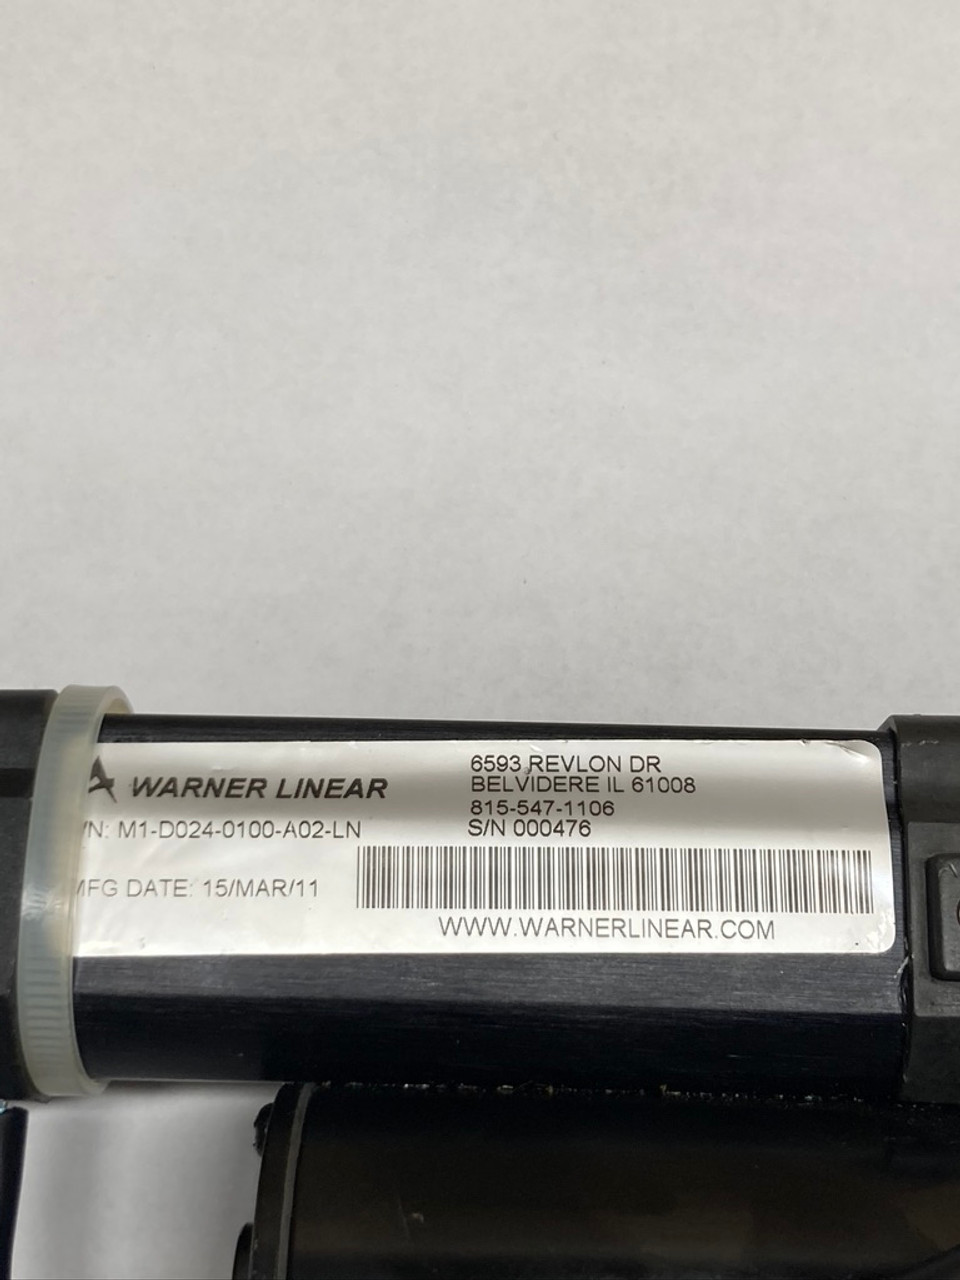 WARNER LINEAR
/N: M1-D024-0100-A02-LN
MFG DATE: 15/MAR/11
6593 REVLON DR
BELVIDERE IL 61008
815-547-1106
S/N 000476
WWW.WARNERLINEAR.COM